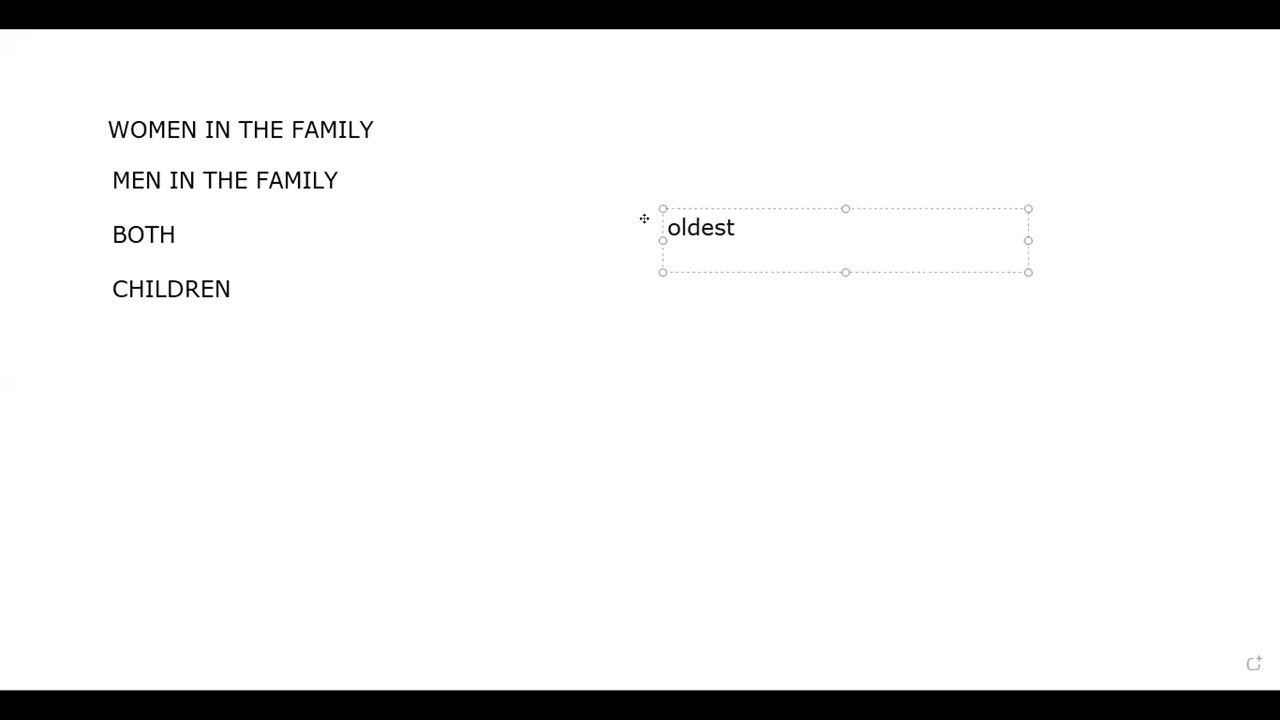 WOMEN IN THE FAMILY
MEN IN THE FAMILY
BOTH
CHILDREN
oldest